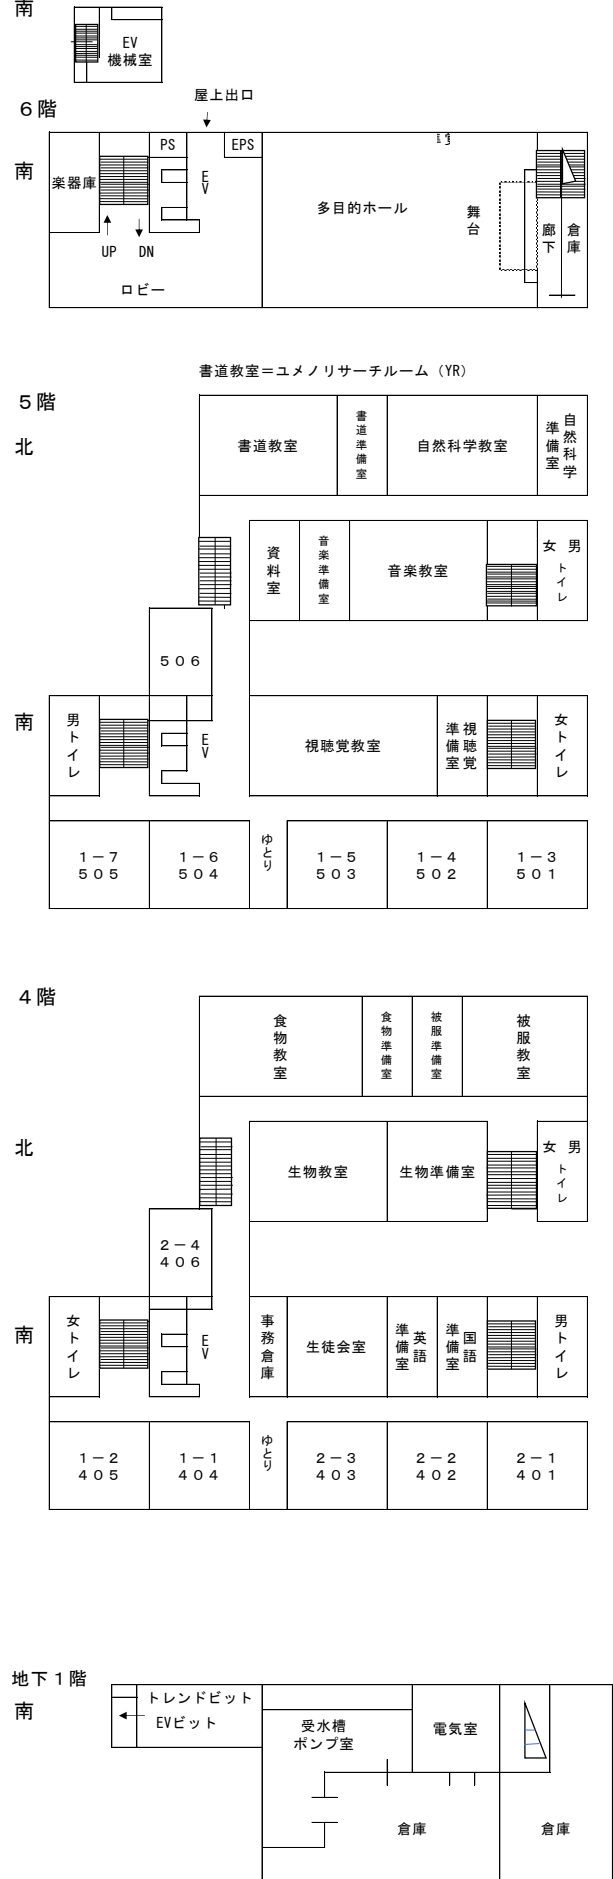 南
EV
機械室
屋上出口
６階
南
楽器庫
PS
EV
EPS
多目的ホール
舞台
廊下
倉庫
UP
DN
ロビー
書道教室＝ユメノリサーチルーム（YR）
５階
北
書道教室
書道準備室
自然科学教室
自然科学
準備室
資料室
音楽準備室
音楽教室
女 男
トイレ
５０６
南
男トイレ
EV
視聴覚教室
視聴覚
準備室
女トイレ
１－７
５０５
１－６
５０４
ゆとり
１－５
５０３
１－４
５０２
１－３
５０１
４階
食物教室
食物準備室
被服準備室
被服教室
北
生物教室
生物準備室
女 男
トイレ
２－４
４０６
南
女トイレ
EV
事務倉庫
生徒会室
英語
準備室
国語
準備室
男トイレ
１－２
４０５
１－１
４０４
ゆとり
２－３
４０３
２－２
４０２
２－１
４０１
地下１階
南
トレンドピット
EVピット
受水槽
ポンプ室
電気室
倉庫
倉庫